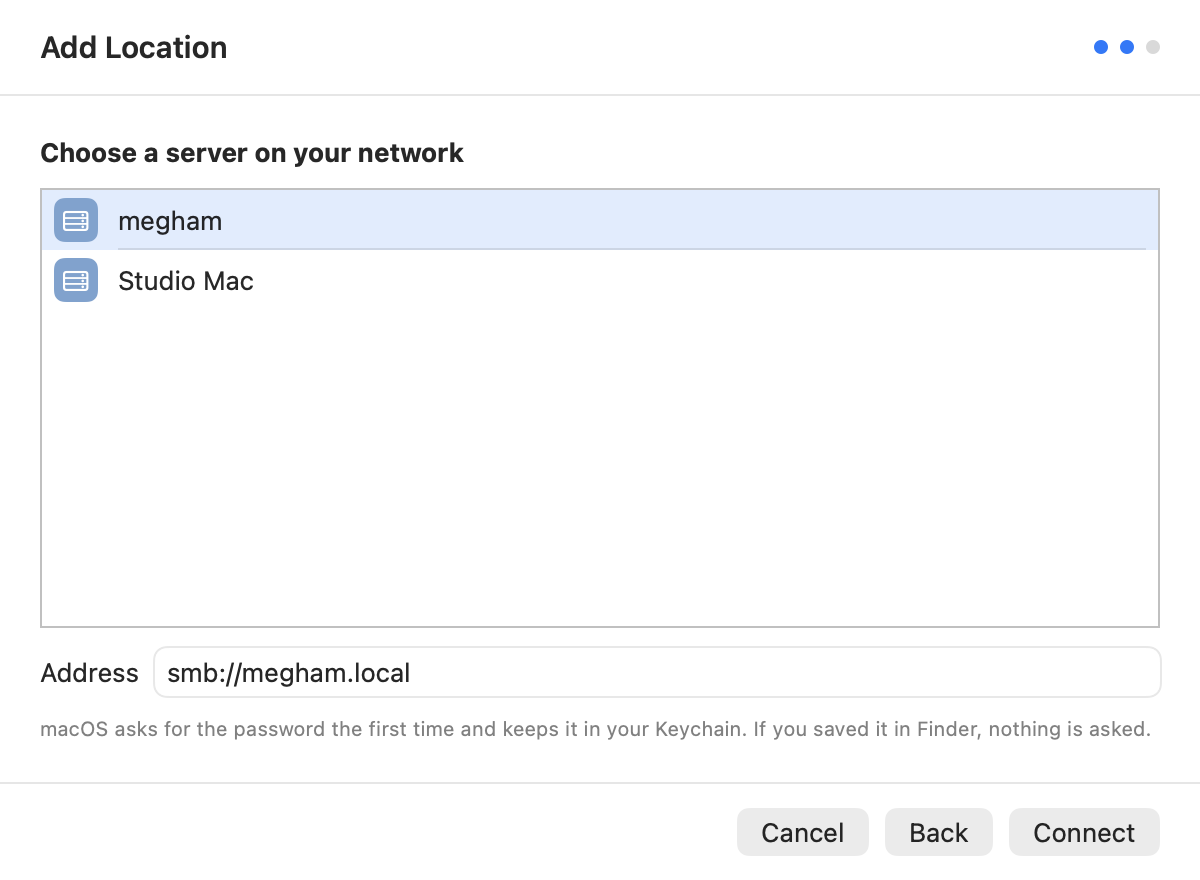 Add Location
Choose a server on your network
megham
Studio Mac
Address smb://megham.local
macOS asks for the password the first time and keeps it in your Keychain. If you saved it in Finder, nothing is asked.
Cancel Back Connect